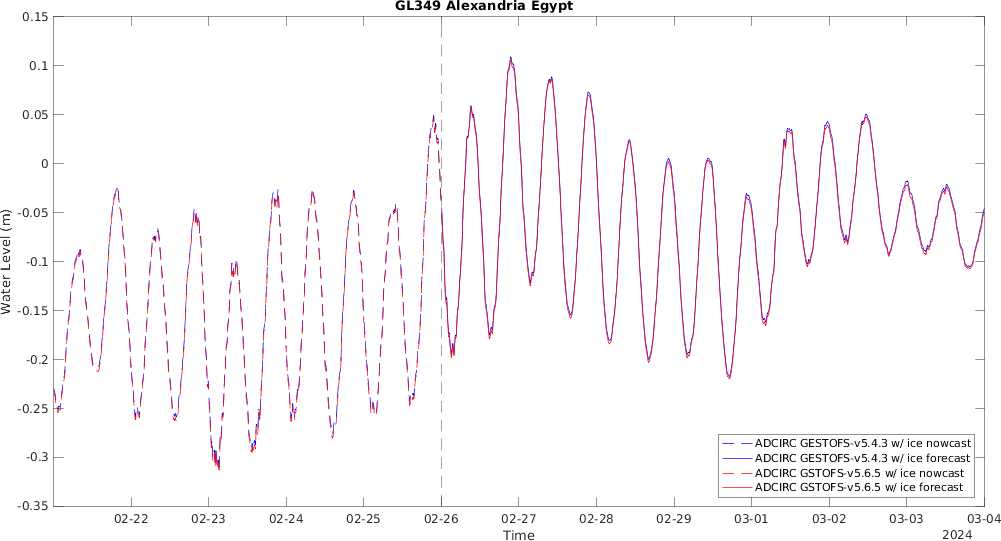 GL349 Alexandria Egypt
0.15
0.1
0.05
0
-0.05
-0.1
-0.15
-0.2
-0.25
-0.3
-0.35
Water Level (m)
ADCIRC GESTOFS-v5.4.3 w/ ice nowcast
ADCIRC GESTOFS-v5.4.3 w/ ice forecast
ADCIRC GSTOFS-v5.6.5 w/ ice nowcast
ADCIRC GSTOFS-v5.6.5 w/ ice forecast
02-22 02-23 02-24 02-25 02-26 02-27 02-28 02-29 03-01 03-02 03-03 03-04
Time
2024